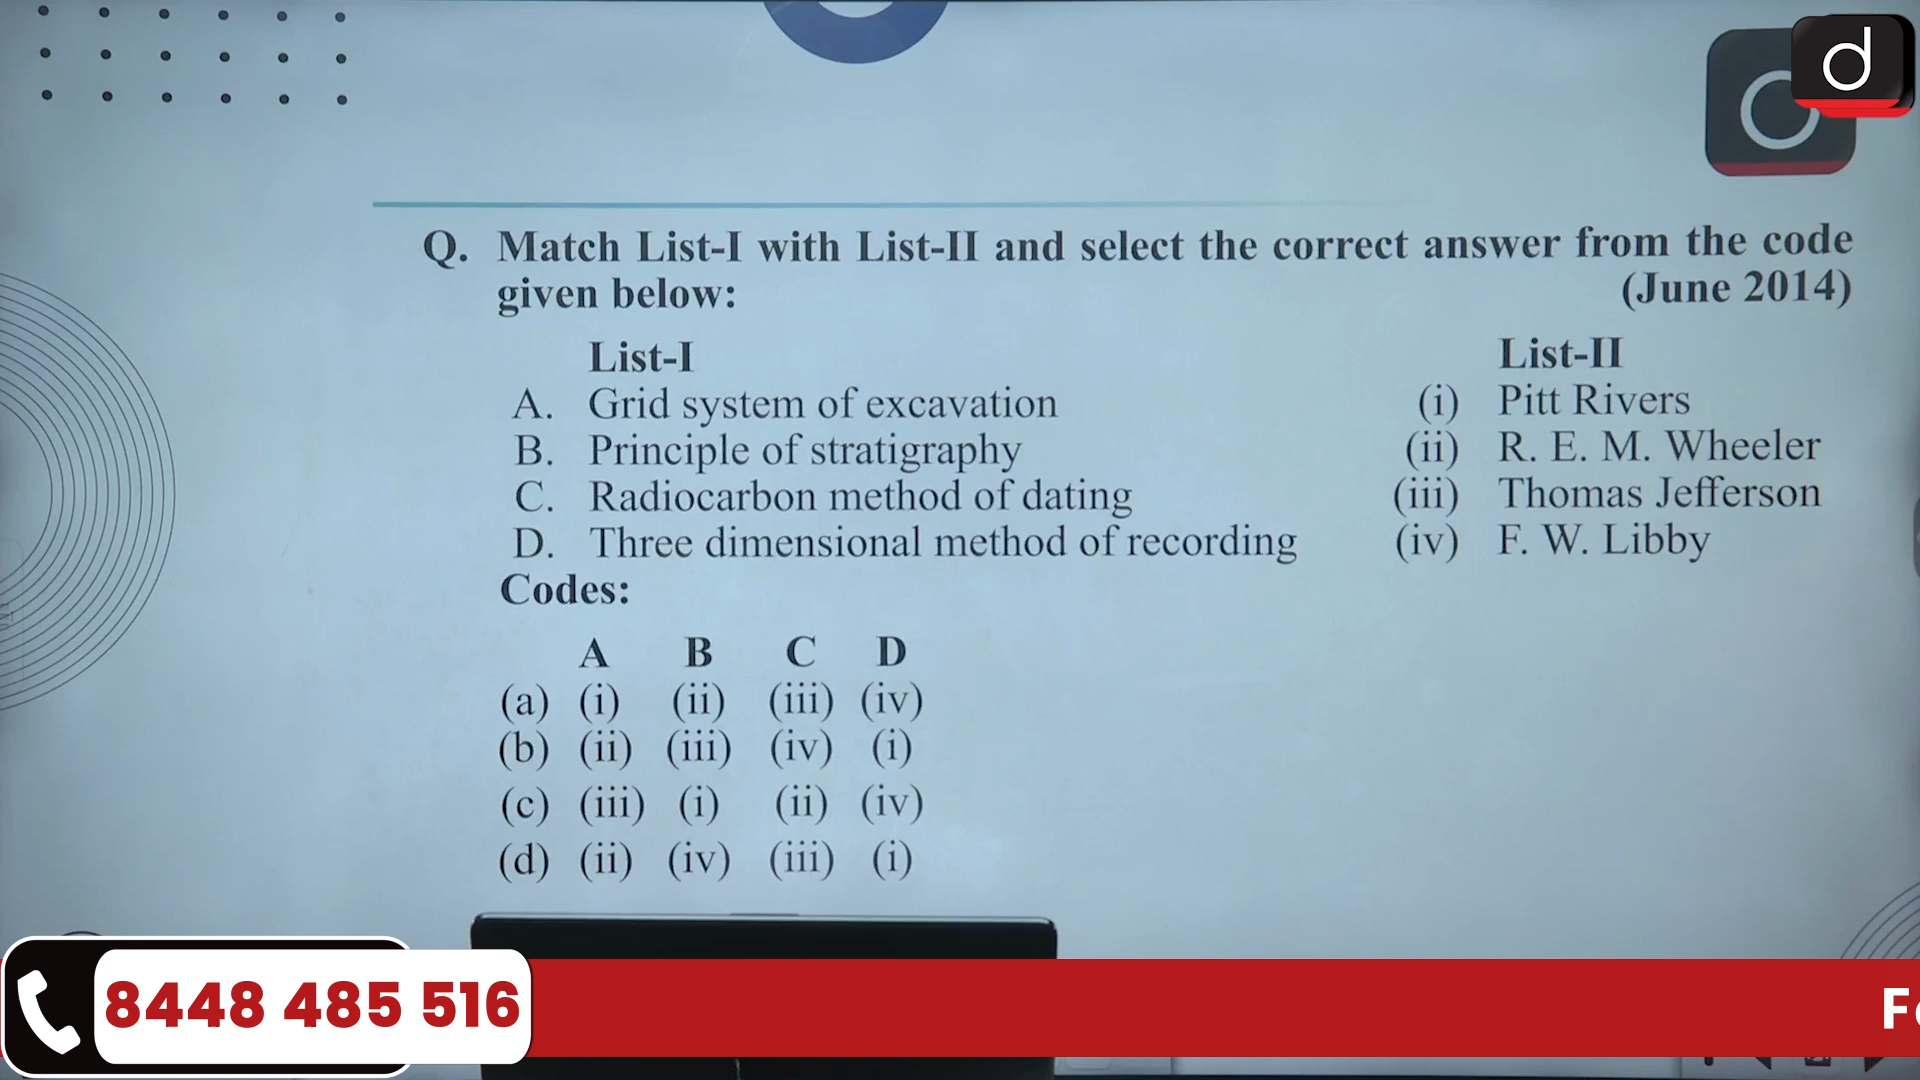 d
Q. Match List-I with List-II and select the correct answer from the code
given below: (June 2014)
List-I List-II
A. Grid system of excavation (i) Pitt Rivers
B. Principle of stratigraphy (ii) R. E. M. Wheeler
C. Radiocarbon method of dating (iii) Thomas Jefferson
D. Three dimensional method of recording (iv) F. W. Libby
Codes:
A B C D
(a) (i) (ii) (iii) (iv)
(b) (ii) (iii) (iv) (i)
(c) (iii) (i) (ii) (iv)
(d) (ii) (iv) (iii) (i)
8448 485 516